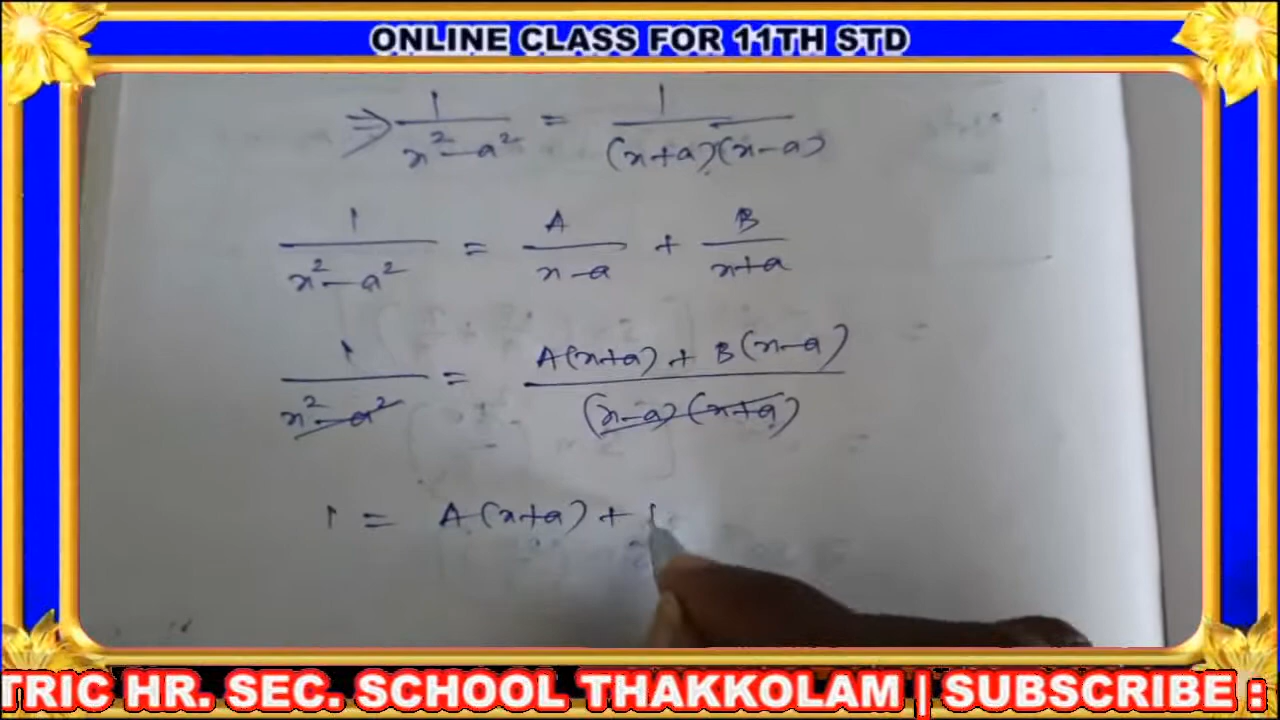 ONLINE CLASS FOR 11TH STD
⇒ 1/(x² - a²) = 1/((x+a)(x-a))
1/(x² - a²) = A/(x-a) + B/(x+a)
1/(x² - a²) = (A(x+a) + B(x-a))/((x-a)(x+a))
1 = A(x+a) +
TRIC HR. SEC. SCHOOL THAKKOLAM | SUBSCRIBE :